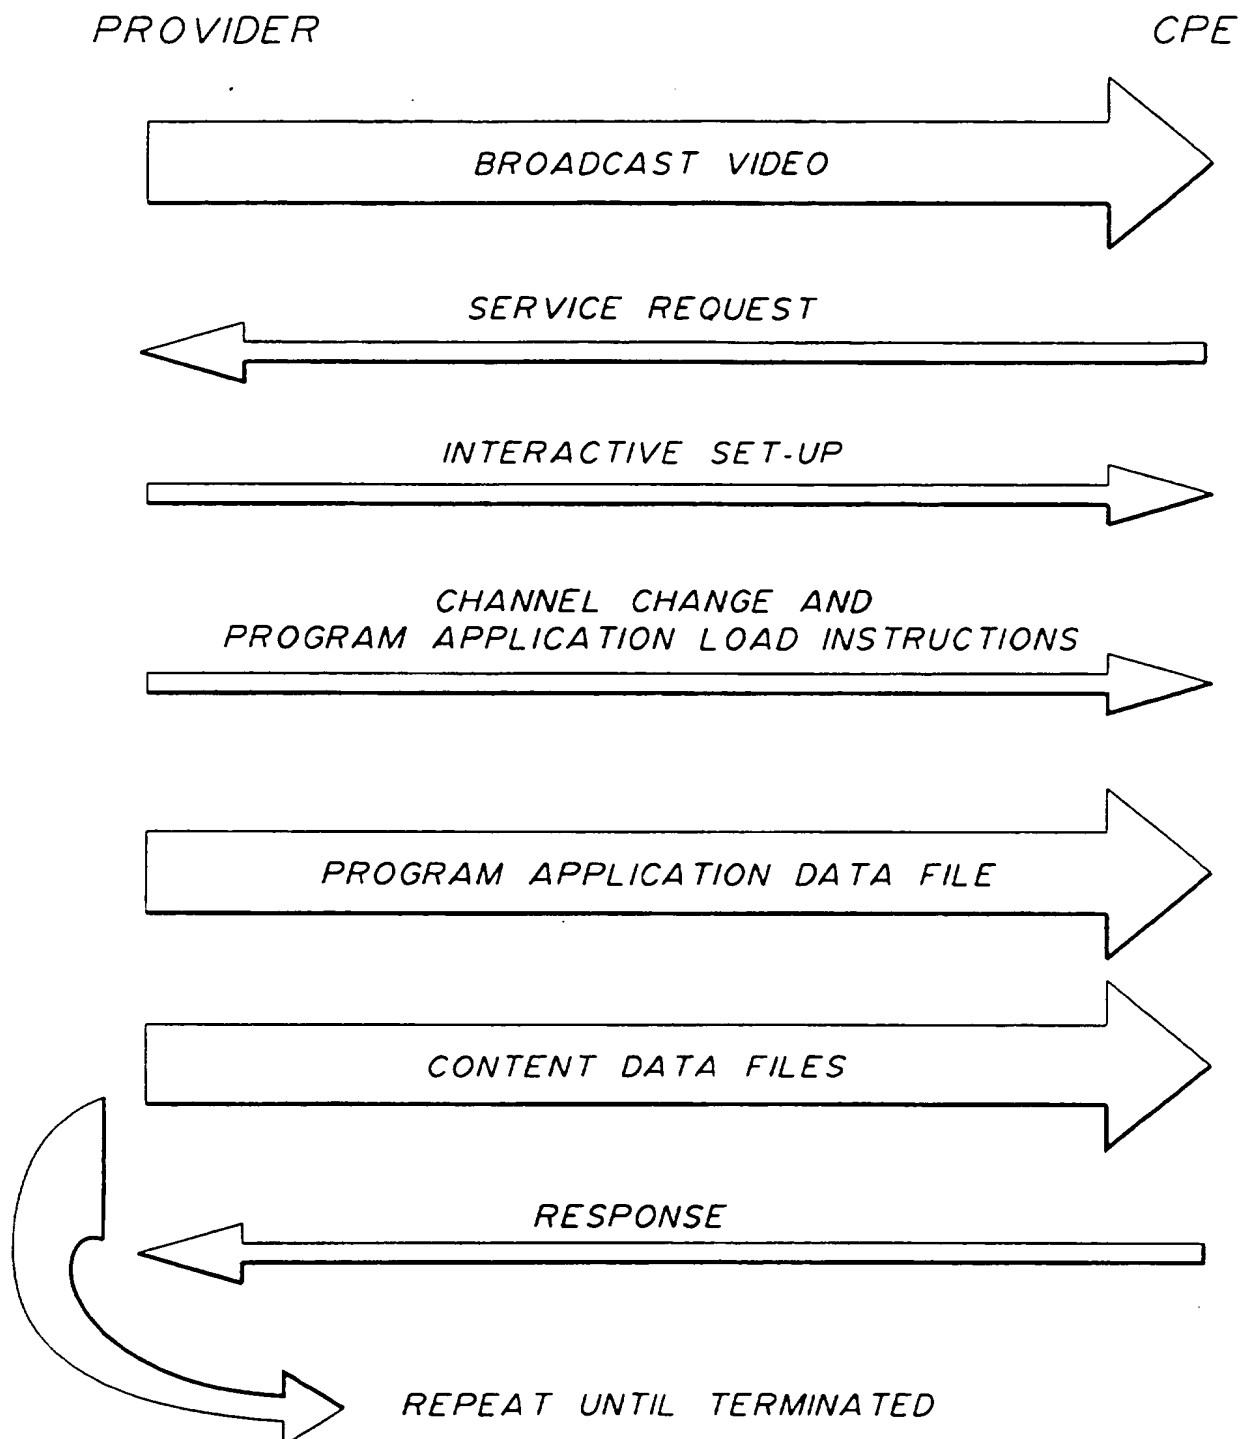 PROVIDER CPE
BROADCAST VIDEO
SERVICE REQUEST
INTERACTIVE SET-UP
CHANNEL CHANGE AND
PROGRAM APPLICATION LOAD INSTRUCTIONS
PROGRAM APPLICATION DATA FILE
CONTENT DATA FILES
RESPONSE
REPEAT UNTIL TERMINATED